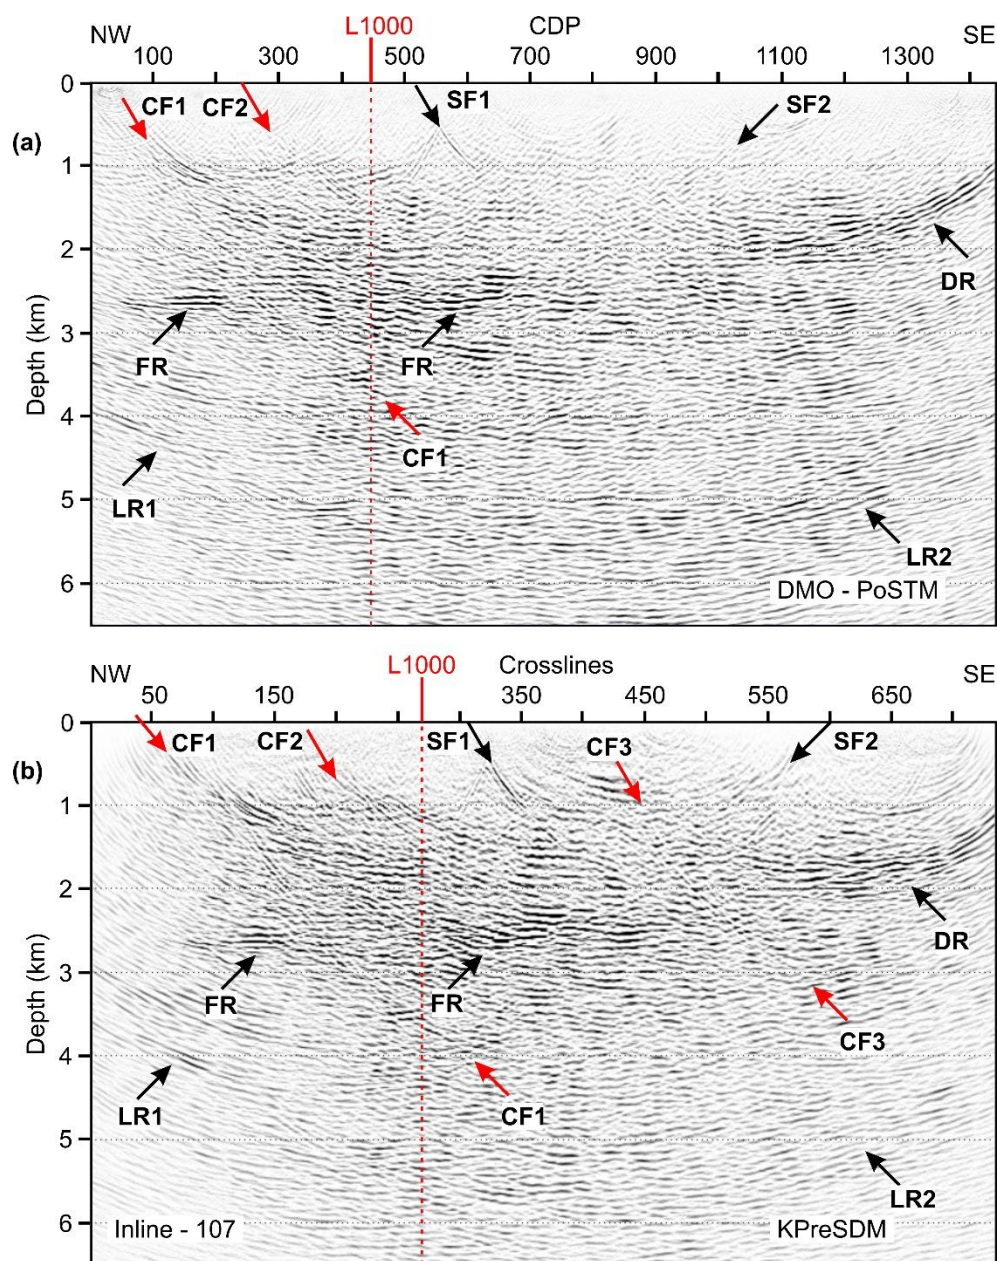 NW L1000 CDP SE
100 300 500 700 900 1100 1300
0
CF1 CF2 SF1 SF2
(a)
1
2
DR
3
FR FR
Depth (km)
4
CF1
LR1
5
LR2
6
DMO - PoSTM
NW L1000 Crosslines SE
50 150 350 450 550 650
0
CF1 CF2 SF1 CF3 SF2
(b)
1
2
DR
3
FR FR
Depth (km)
CF3
4
LR1 CF1
5
LR2
6
Inline - 107 KPreSDM